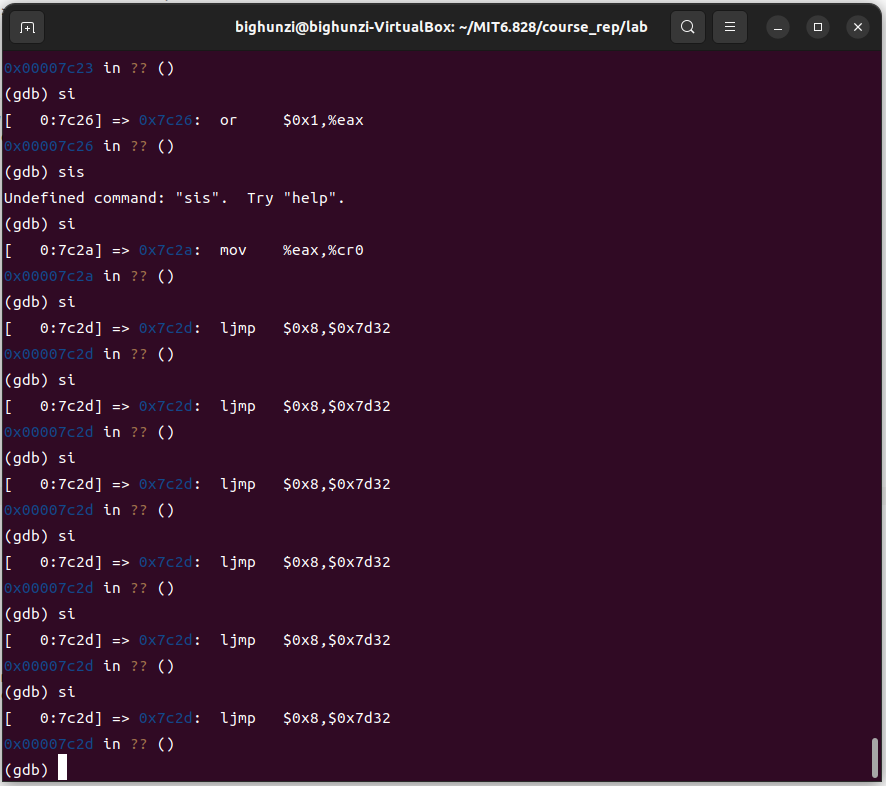 bighunzi@bighunzi-VirtualBox: ~/MIT6.828/course_rep/lab
0x00007c23 in ?? ()
(gdb) si
[   0:7c26] => 0x7c26:  or     $0x1,%eax
0x00007c26 in ?? ()
(gdb) sis
Undefined command: "sis".  Try "help".
(gdb) si
[   0:7c2a] => 0x7c2a:  mov    %eax,%cr0
0x00007c2a in ?? ()
(gdb) si
[   0:7c2d] => 0x7c2d:  ljmp   $0x8,$0x7d32
0x00007c2d in ?? ()
(gdb) si
[   0:7c2d] => 0x7c2d:  ljmp   $0x8,$0x7d32
0x00007c2d in ?? ()
(gdb) si
[   0:7c2d] => 0x7c2d:  ljmp   $0x8,$0x7d32
0x00007c2d in ?? ()
(gdb) si
[   0:7c2d] => 0x7c2d:  ljmp   $0x8,$0x7d32
0x00007c2d in ?? ()
(gdb) si
[   0:7c2d] => 0x7c2d:  ljmp   $0x8,$0x7d32
0x00007c2d in ?? ()
(gdb) si
[   0:7c2d] => 0x7c2d:  ljmp   $0x8,$0x7d32
0x00007c2d in ?? ()
(gdb)